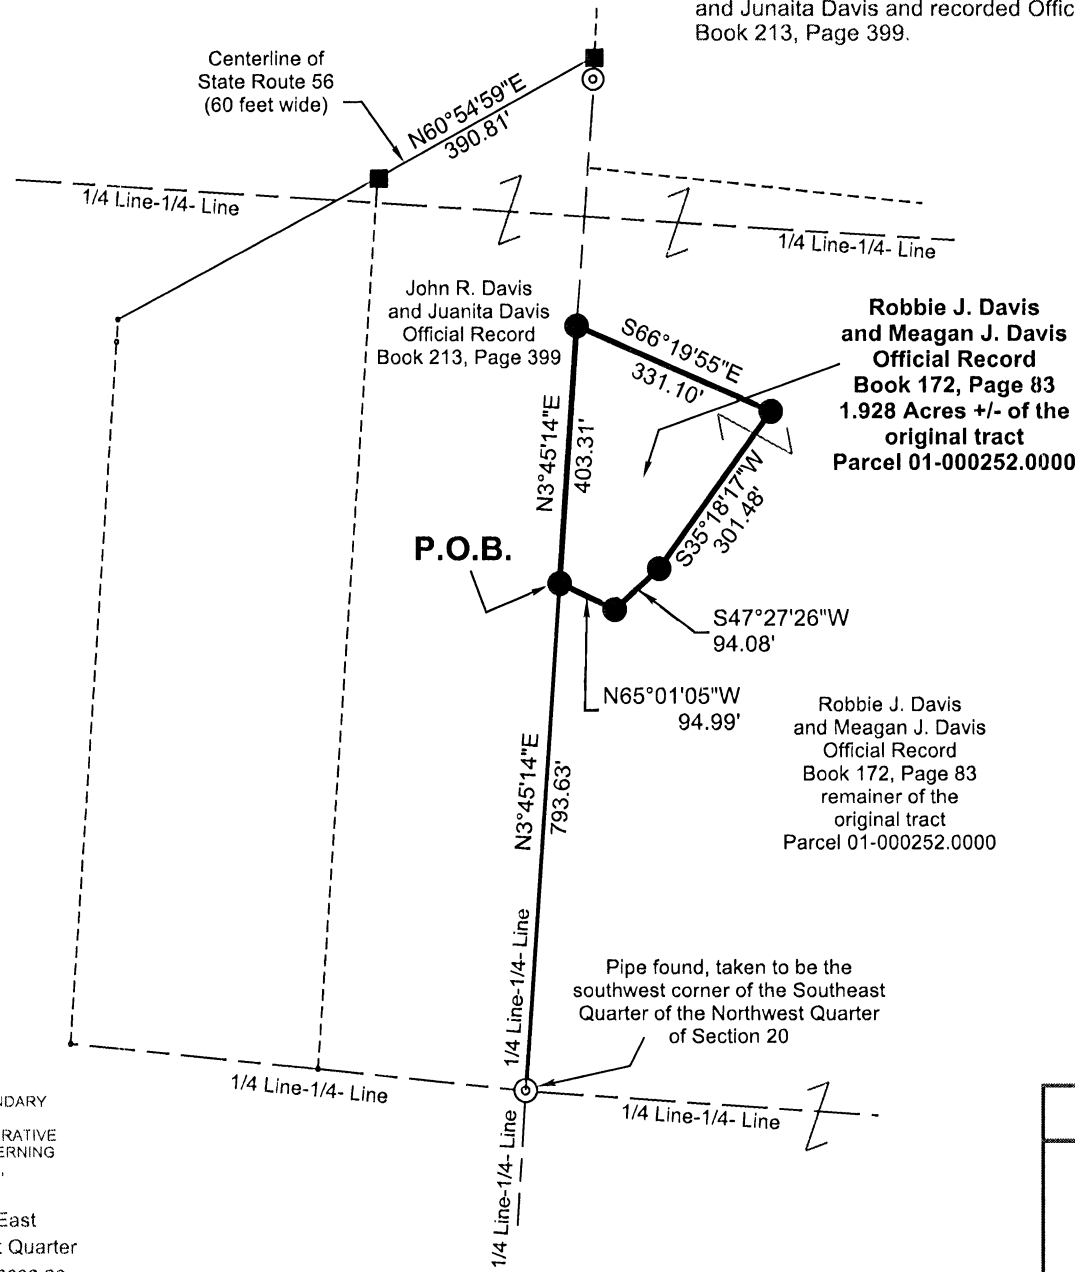 and Junaita Davis and recorded Offic
Book 213, Page 399.
Centerline of
State Route 56
(60 feet wide)
N60°54'59"E
390.81'
1/4 Line-1/4- Line
1/4 Line-1/4- Line
John R. Davis
and Juanita Davis
Official Record
Book 213, Page 399
S66°19'55"E
331.10'
Robbie J. Davis
and Meagan J. Davis
Official Record
Book 172, Page 83
1.928 Acres +/- of the
original tract
Parcel 01-000252.0000
N3°45'14"E
403.31'
S35°18'17"W
301.48'
P.O.B.
S47°27'26"W
94.08'
N65°01'05"W
94.99'
Robbie J. Davis
and Meagan J. Davis
Official Record
Book 172, Page 83
remainer of the
original tract
Parcel 01-000252.0000
N3°45'14"E
793.63'
1/4 Line-1/4- Line
Pipe found, taken to be the
southwest corner of the Southeast
Quarter of the Northwest Quarter
of Section 20
1/4 Line-1/4- Line
1/4 Line-1/4- Line
1/4 Line-1/4- Line
NDARY
RATIVE
ERNING
East
t Quarter